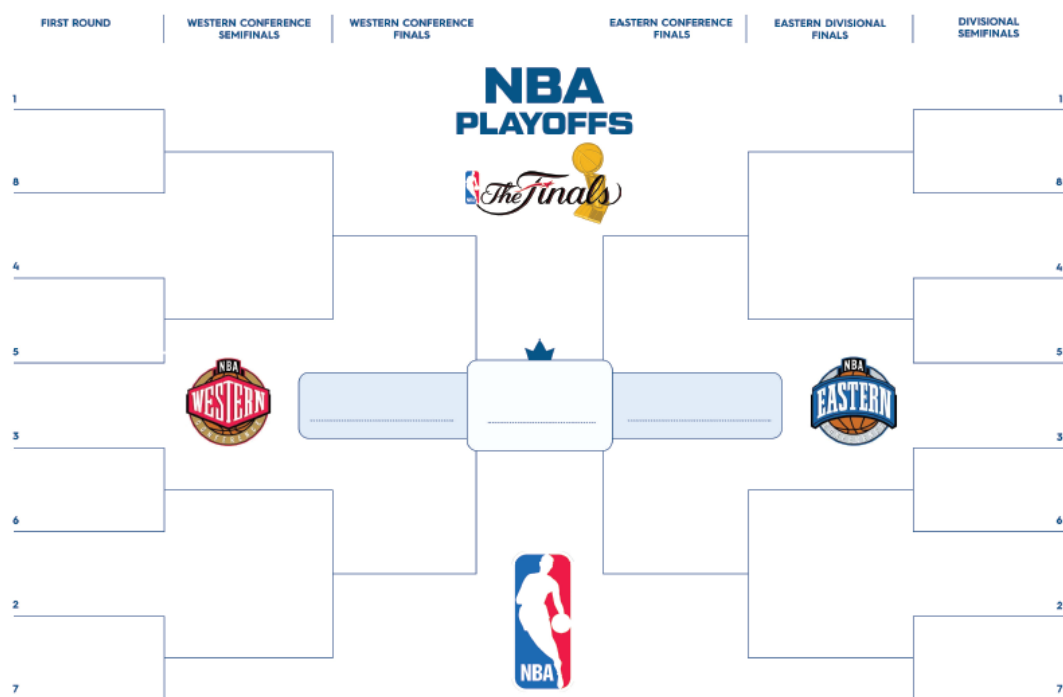 FIRST ROUND
WESTERN CONFERENCE
SEMIFINALS
WESTERN CONFERENCE
FINALS
EASTERN CONFERENCE
FINALS
EASTERN DIVISIONAL
FINALS
DIVISIONAL
SEMIFINALS
NBA
PLAYOFFS
The Finals
1
8
4
5
3
6
2
7
1
8
4
5
3
6
2
7
NBA
WESTERN
NBA
EASTERN
NBA